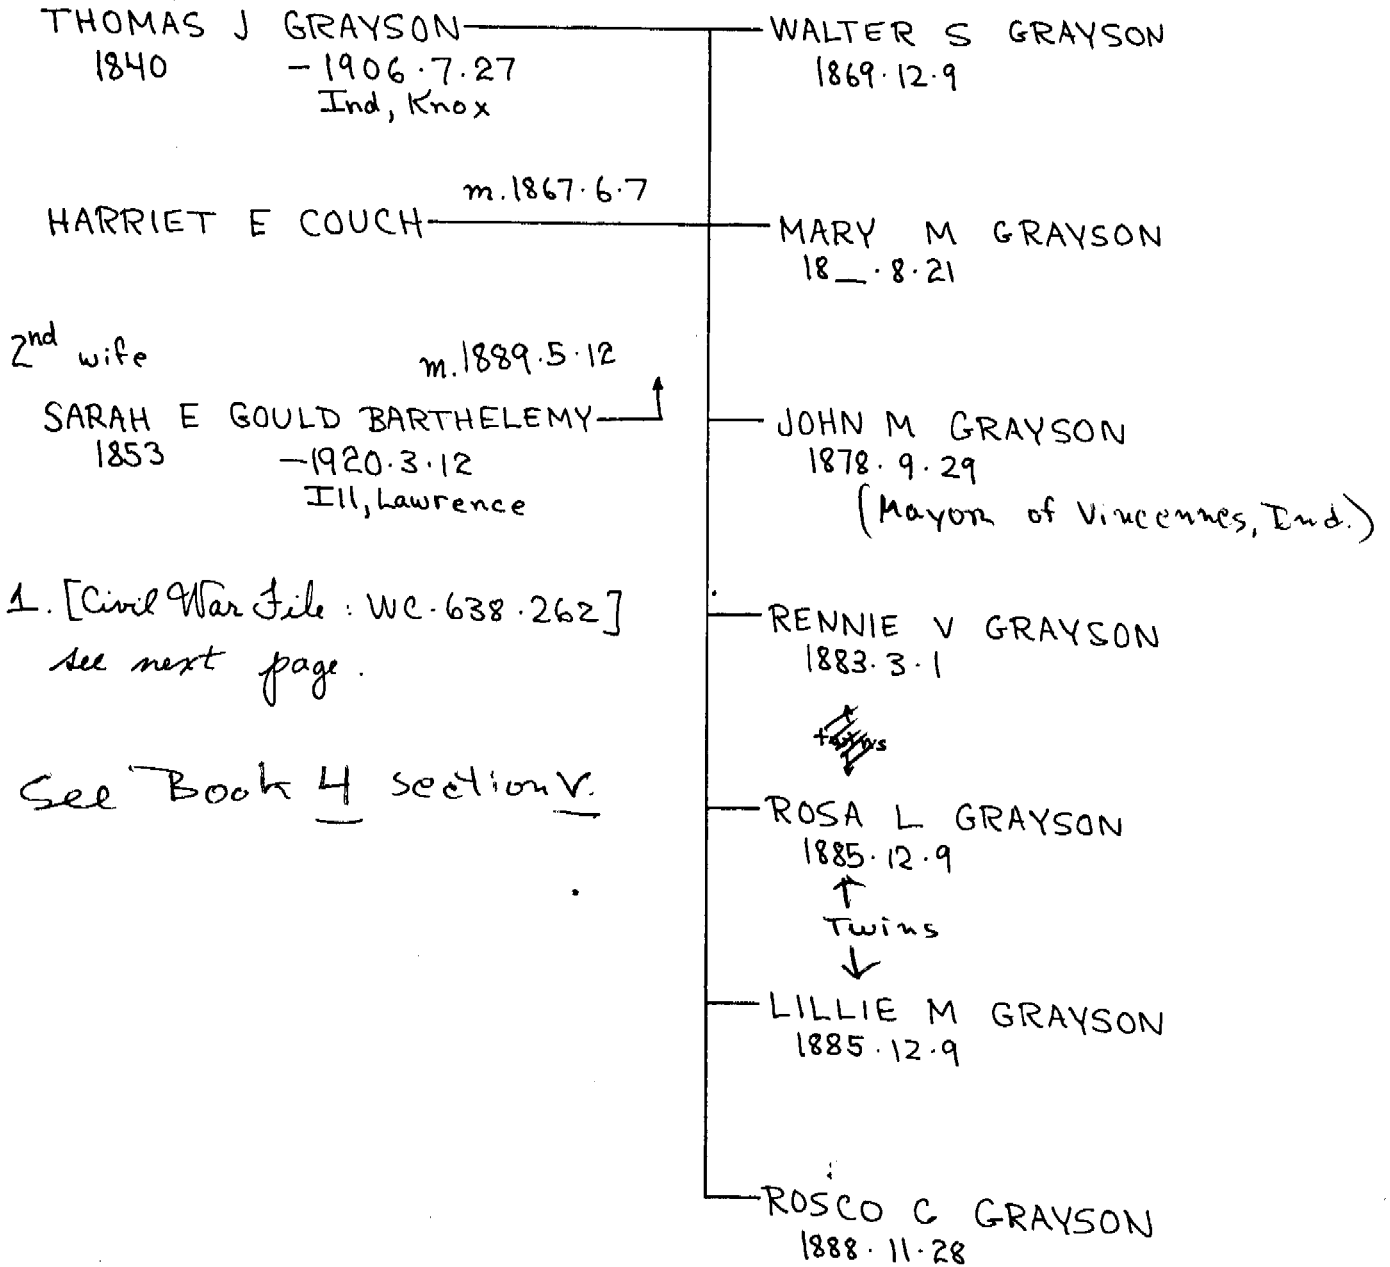 THOMAS J GRAYSON
1840 - 1906.7.27
Ind, Knox
m.1867.6.7
HARRIET E COUCH
2nd wife
m.1889.5.12
SARAH E GOULD BARTHELEMY
1853 -1920.3.12
Ill, Lawrence
1. [Civil War File: WC.638.262]
see next page.
See Book 4 section V.
WALTER S GRAYSON
1869.12.9
MARY M GRAYSON
18_.8.21
JOHN M GRAYSON
1878.9.29
(Mayor of Vincennes, Ind.)
RENNIE V GRAYSON
1883.3.1
twins
ROSA L GRAYSON
1885.12.9
Twins
LILLIE M GRAYSON
1885.12.9
ROSCO C GRAYSON
1888.11.28